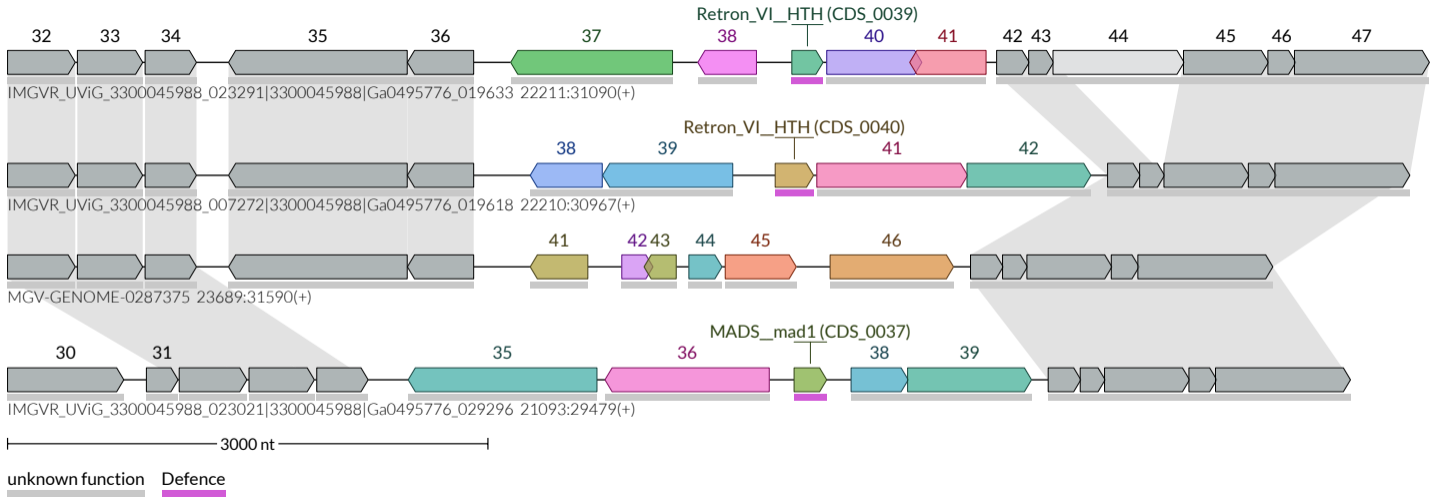 Retron_VI__HTH (CDS_0039)
32 33 34 35 36 37 38 40 41 42 43 44 45 46 47
IMGVR_UViG_3300045988_023291|3300045988|Ga0495776_019633 22211:31090(+)
Retron_VI__HTH (CDS_0040)
38 39 41 42
IMGVR_UViG_3300045988_007272|3300045988|Ga0495776_019618 22210:30967(+)
41 42 43 44 45 46
MGV-GENOME-0287375 23689:31590(+)
MADS__mad1 (CDS_0037)
30 31 35 36 38 39
IMGVR_UViG_3300045988_023021|3300045988|Ga0495776_029296 21093:29479(+)
3000 nt
unknown function Defence